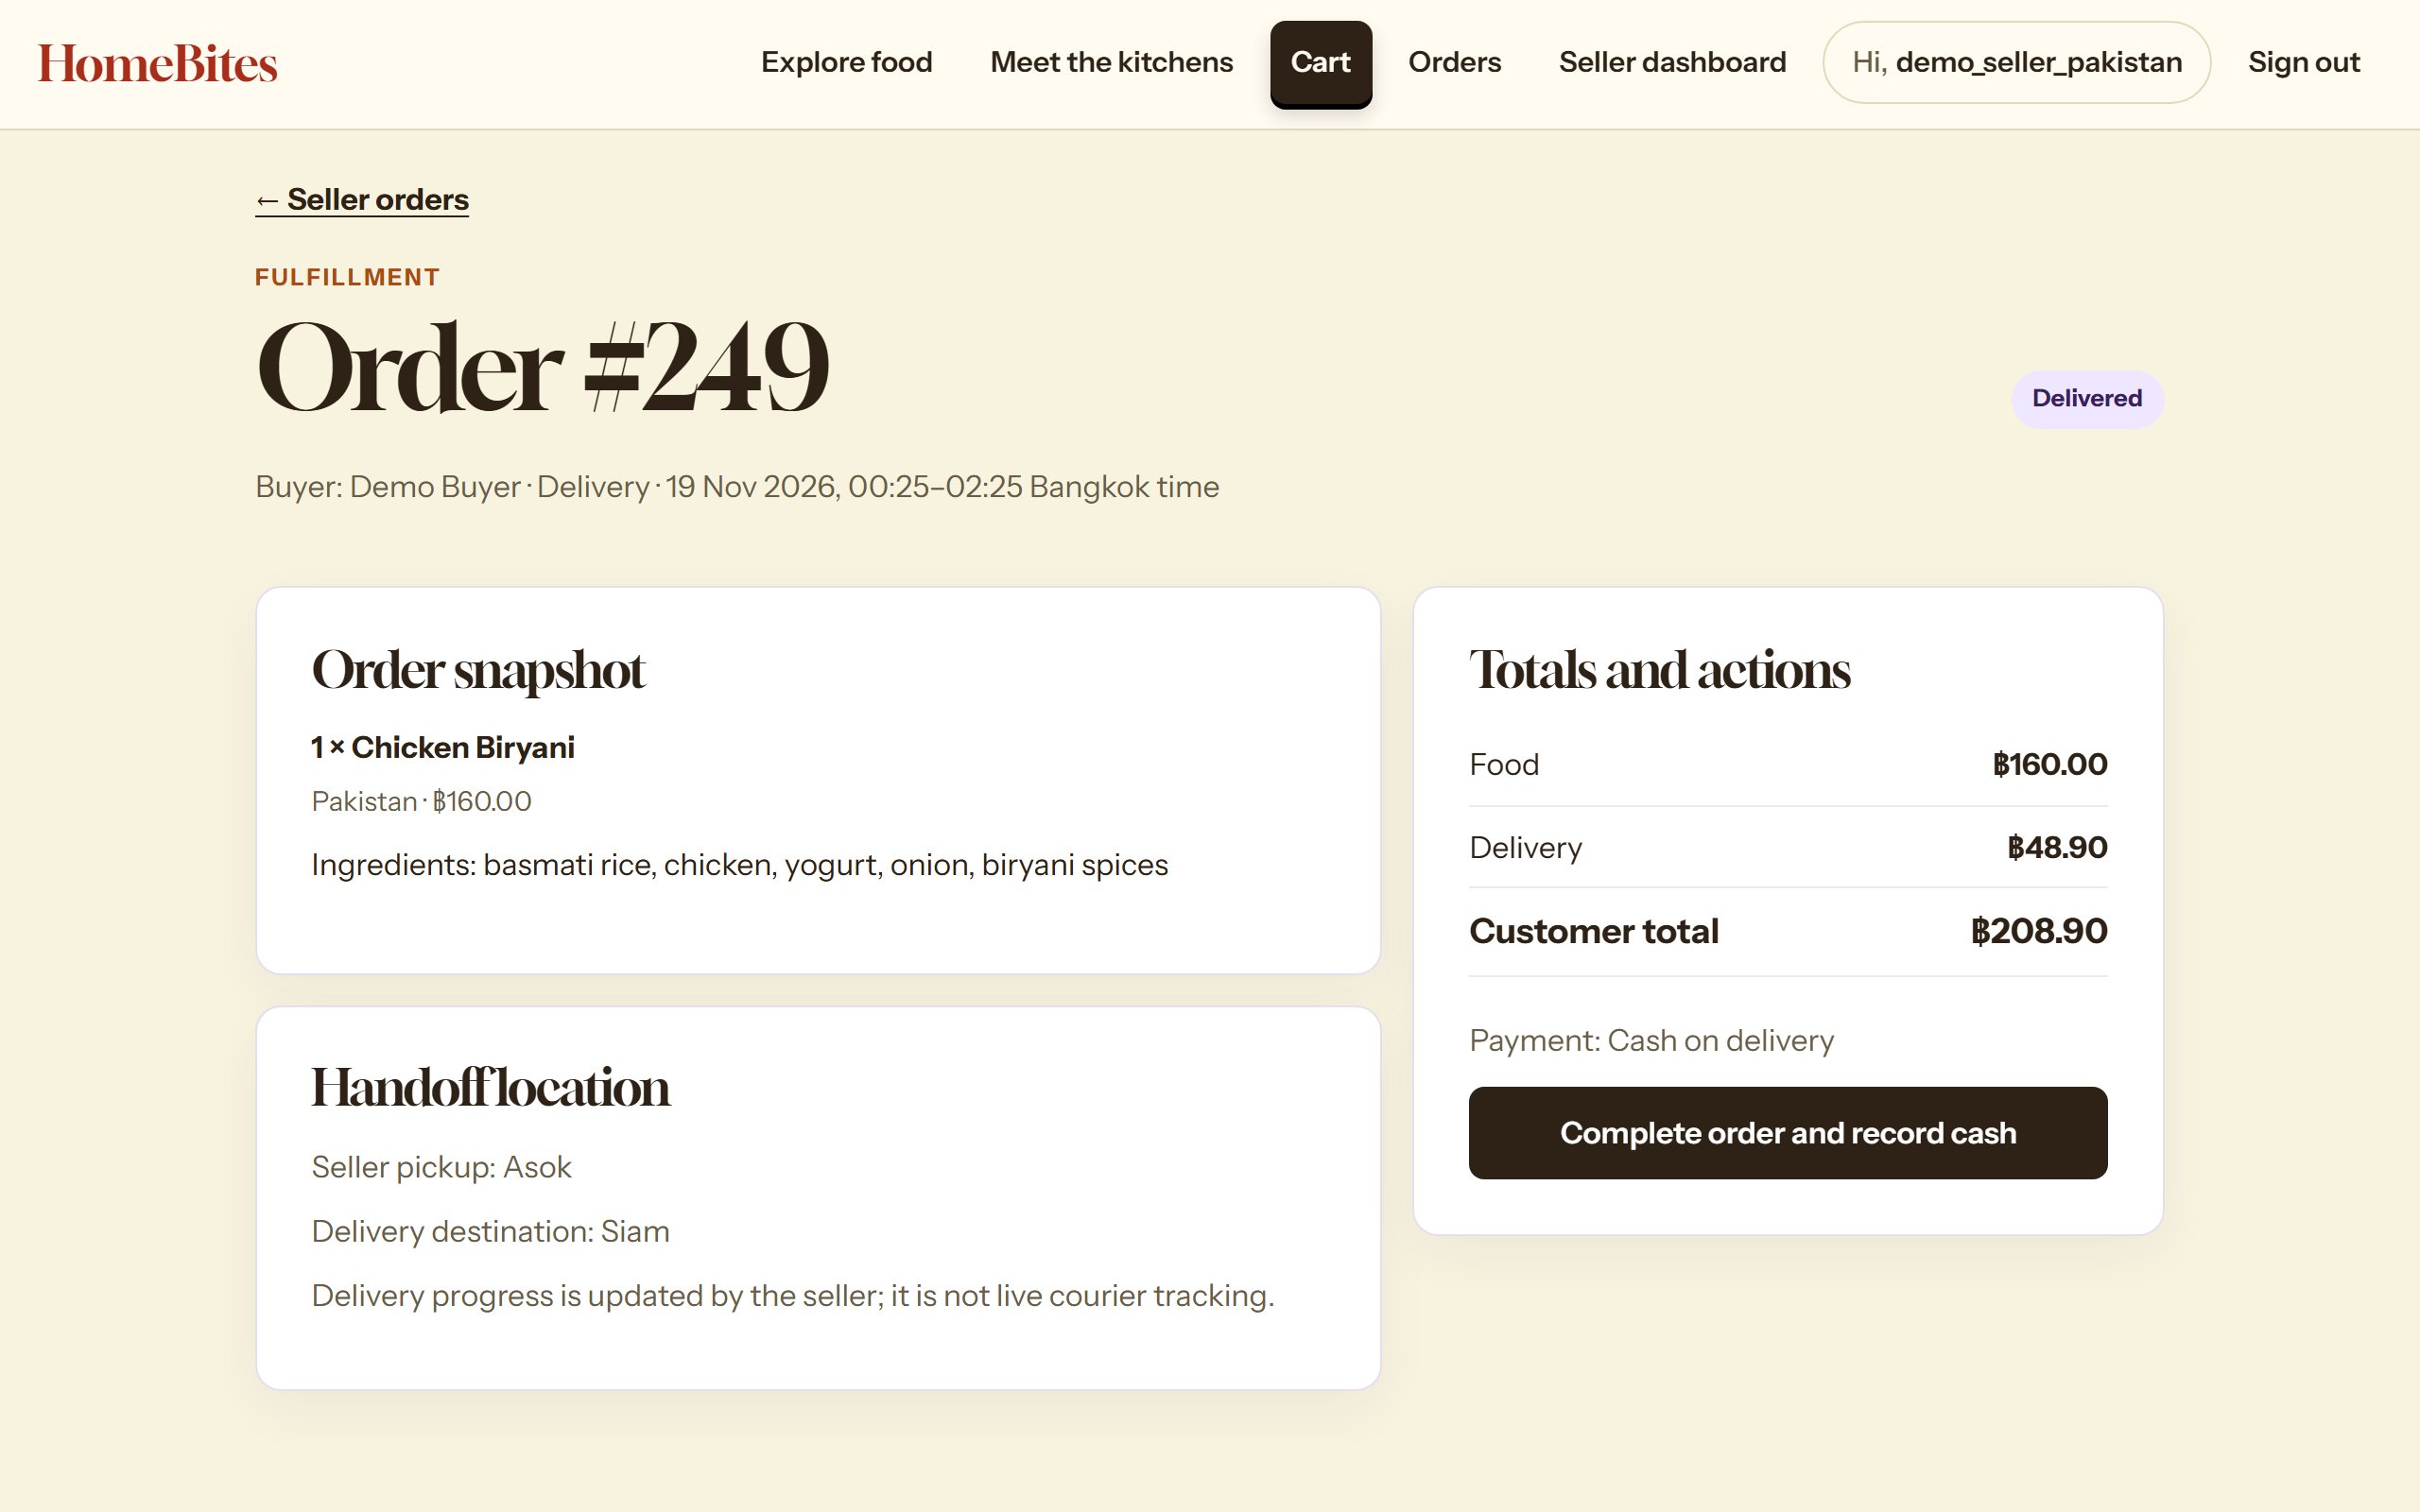 HomeBites
Explore food
Meet the kitchens
Cart
Orders
Seller dashboard
Hi, demo_seller_pakistan
Sign out
← Seller orders
FULFILLMENT
Order #249
Delivered
Buyer: Demo Buyer · Delivery · 19 Nov 2026, 00:25–02:25 Bangkok time
Order snapshot
1 × Chicken Biryani
Pakistan · ฿160.00
Ingredients: basmati rice, chicken, yogurt, onion, biryani spices
Handoff location
Seller pickup: Asok
Delivery destination: Siam
Delivery progress is updated by the seller; it is not live courier tracking.
Totals and actions
Food ฿160.00
Delivery ฿48.90
Customer total ฿208.90
Payment: Cash on delivery
Complete order and record cash